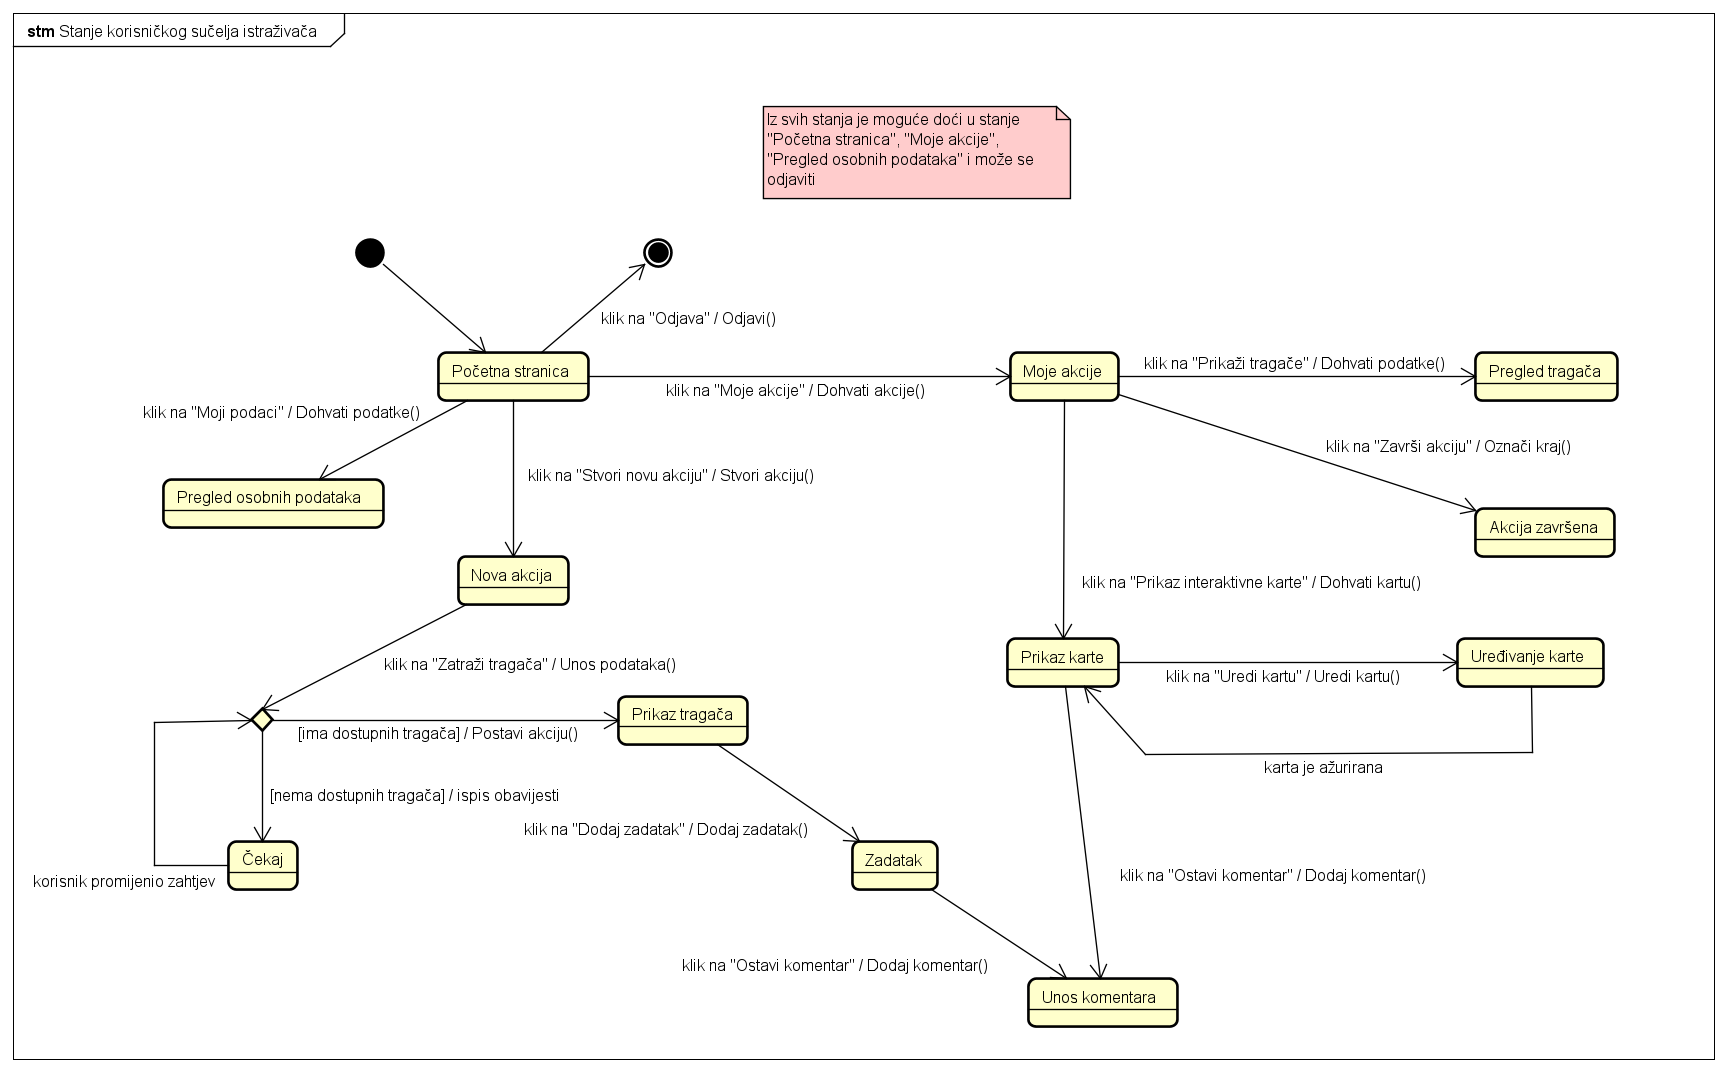 stm Stanje korisničkog sučelja istraživača
Iz svih stanja je moguće doći u stanje
"Početna stranica", "Moje akcije",
"Pregled osobnih podataka" i može se
odjaviti
klik na "Odjava" / Odjavi()
Početna stranica
klik na "Moje akcije" / Dohvati akcije()
Moje akcije
klik na "Prikaži tragače" / Dohvati podatke()
Pregled tragača
klik na "Moji podaci" / Dohvati podatke()
klik na "Završi akciju" / Označi kraj()
klik na "Stvori novu akciju" / Stvori akciju()
Pregled osobnih podataka
Akcija završena
Nova akcija
klik na "Prikaz interaktivne karte" / Dohvati kartu()
klik na "Zatraži tragača" / Unos podataka()
Prikaz karte
klik na "Uredi kartu" / Uredi kartu()
Uređivanje karte
Prikaz tragača
[ima dostupnih tragača] / Postavi akciju()
karta je ažurirana
[nema dostupnih tragača] / ispis obavijesti
klik na "Dodaj zadatak" / Dodaj zadatak()
Čekaj
Zadatak
korisnik promijenio zahtjev
klik na "Ostavi komentar" / Dodaj komentar()
klik na "Ostavi komentar" / Dodaj komentar()
Unos komentara